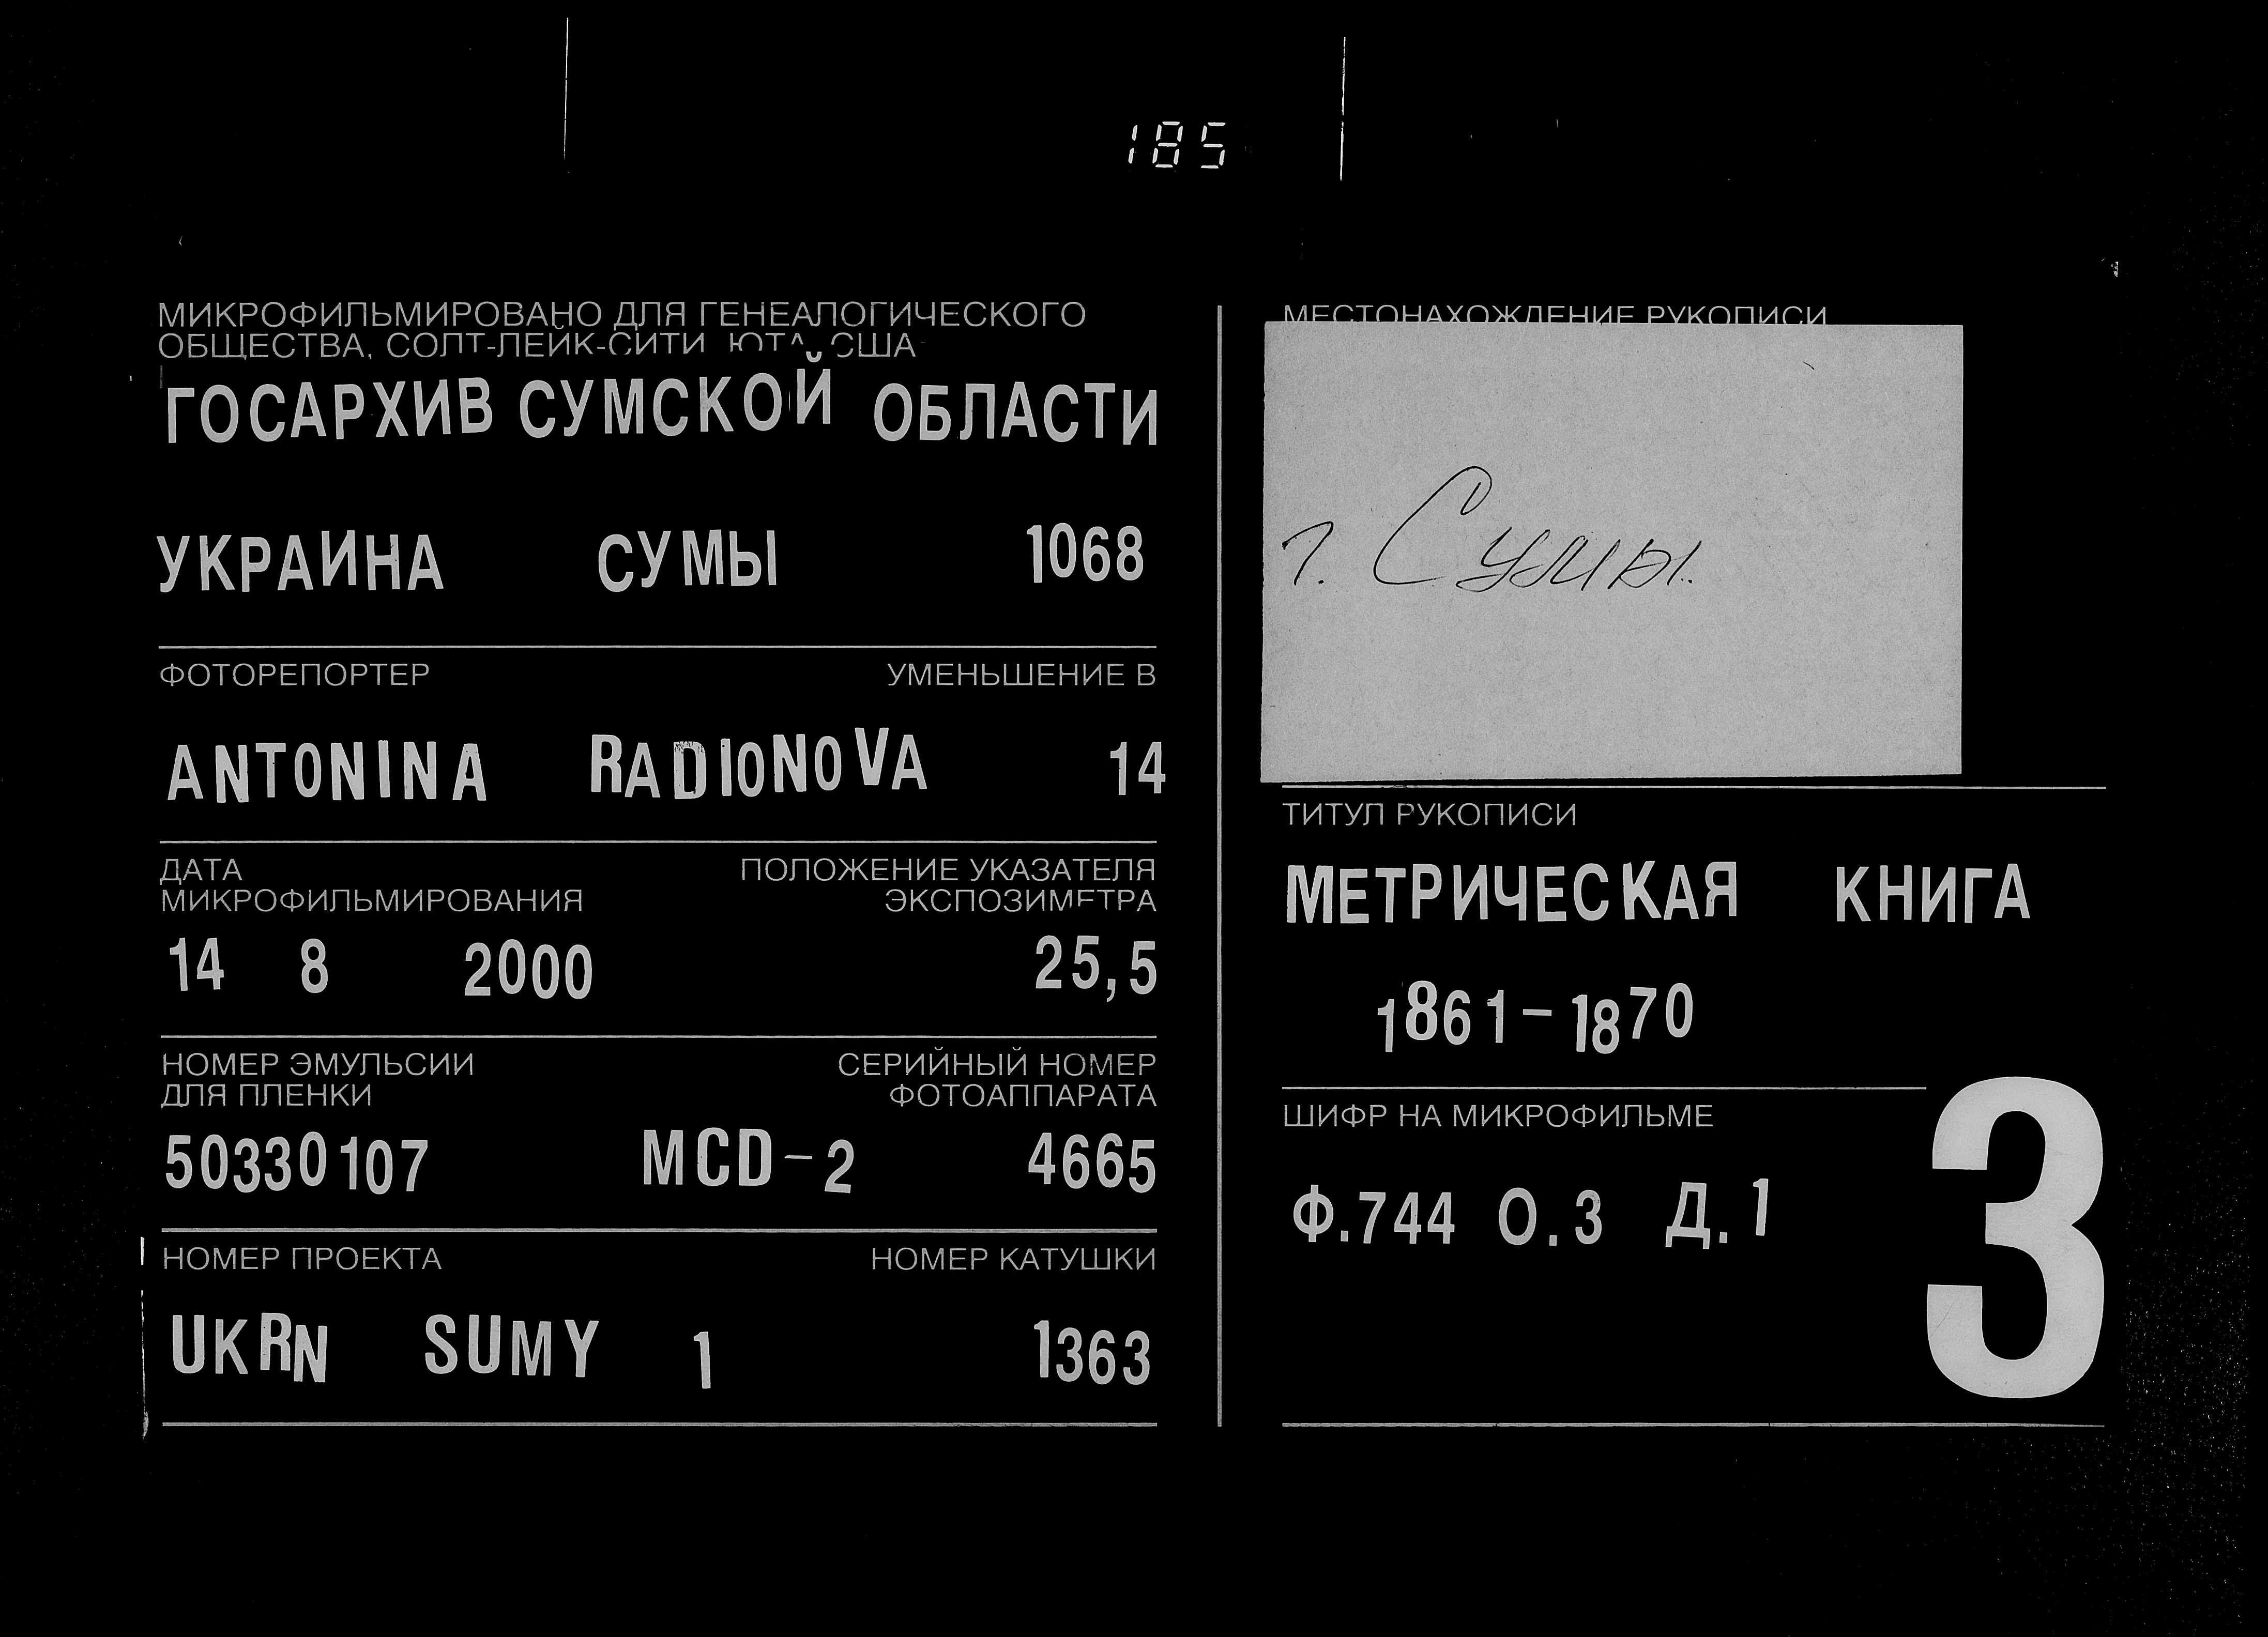 185
МИКРОФИЛЬМИРОВАНО ДЛЯ ГЕНЕАЛОГИЧЕСКОГО
ОБЩЕСТВА, СОЛТ-ЛЕЙК-СИТИ, ЮТА, США
ГОСАРХИВ СУМСКОЙ ОБЛАСТИ
УКРАИНА СУМЫ 1068
ФОТОРЕПОРТЕР УМЕНЬШЕНИЕ В
ANTONINA RADIONOVA 14
ДАТА ПОЛОЖЕНИЕ УКАЗАТЕЛЯ
МИКРОФИЛЬМИРОВАНИЯ ЭКСПОЗИМЕТРА
14 8 2000 25,5
НОМЕР ЭМУЛЬСИИ СЕРИЙНЫЙ НОМЕР
ДЛЯ ПЛЕНКИ ФОТОАППАРАТА
50330107 MCD-2 4665
НОМЕР ПРОЕКТА НОМЕР КАТУШКИ
UKRN SUMY 1 1363
МЕСТОНАХОЖДЕНИЕ РУКОПИСИ
г. Сумы.
ТИТУЛ РУКОПИСИ
МЕТРИЧЕСКАЯ КНИГА
1861-1870
ШИФР НА МИКРОФИЛЬМЕ
Ф.744 О.3 Д.1
3